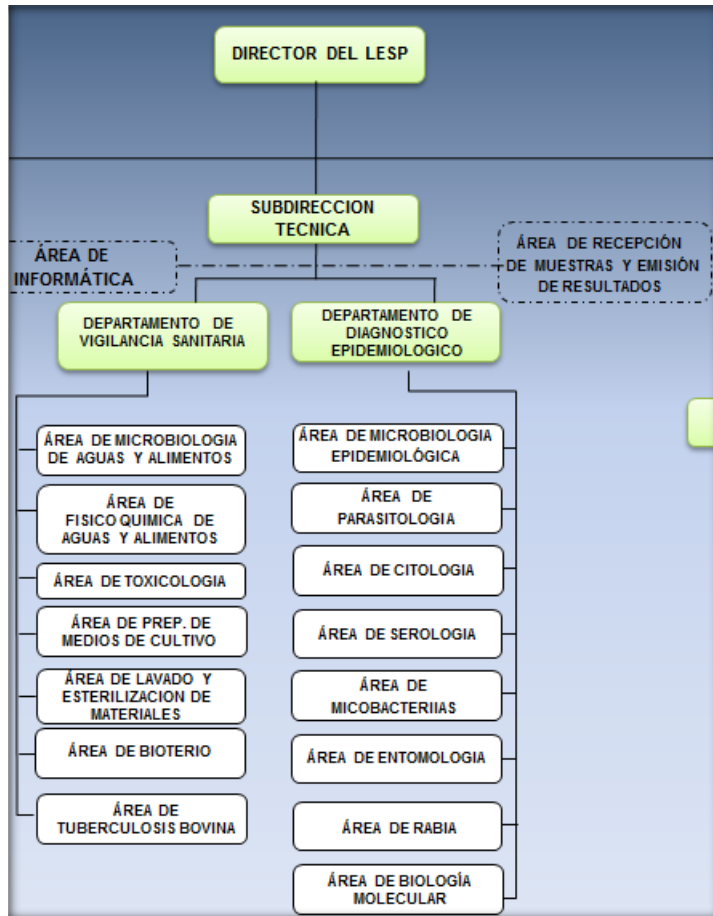 DIRECTOR DEL LESP
SUBDIRECCION
TECNICA
ÁREA DE
INFORMÁTICA
ÁREA DE RECEPCIÓN
DE MUESTRAS Y EMISIÓN
DE RESULTADOS
DEPARTAMENTO DE
VIGILANCIA SANITARIA
DEPARTAMENTO DE
DIAGNOSTICO
EPIDEMIOLOGICO
ÁREA DE MICROBIOLOGIA
DE AGUAS Y ALIMENTOS
ÁREA DE
FISICO QUIMICA DE
AGUAS Y ALIMENTOS
ÁREA DE TOXICOLOGIA
ÁREA DE PREP. DE
MEDIOS DE CULTIVO
ÁREA DE LAVADO Y
ESTERILIZACION DE
MATERIALES
ÁREA DE BIOTERIO
ÁREA DE
TUBERCULOSIS BOVINA
ÁREA DE MICROBIOLOGIA
EPIDEMIOLÓGICA
ÁREA DE
PARASITOLOGIA
ÁREA DE CITOLOGIA
ÁREA DE SEROLOGIA
ÁREA DE
MICOBACTERIIAS
ÁREA DE ENTOMOLOGIA
ÁREA DE RABIA
ÁREA DE BIOLOGÍA
MOLECULAR